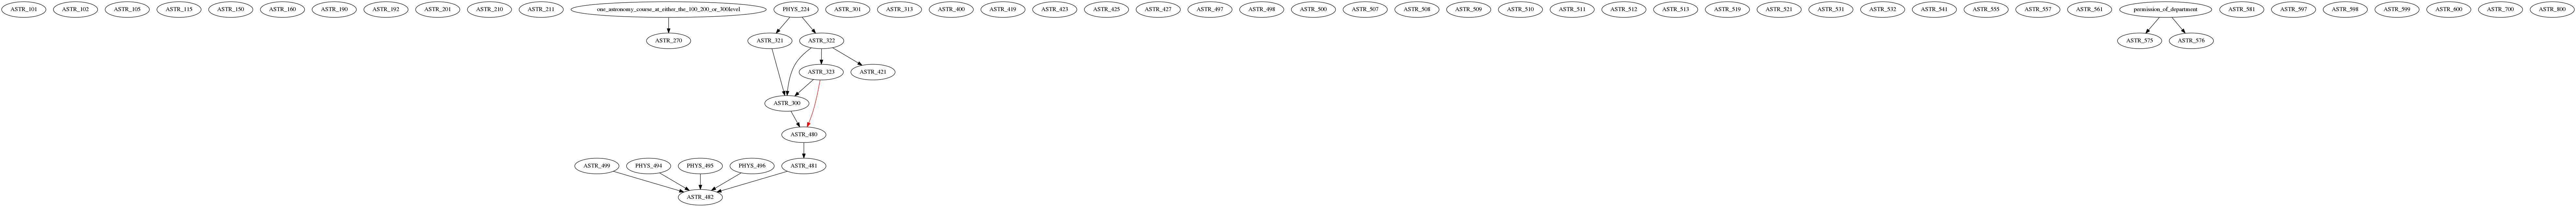 ASTR_101 ASTR_102 ASTR_105 ASTR_115 ASTR_150 ASTR_160 ASTR_190 ASTR_192 ASTR_201 ASTR_210 ASTR_211 one_astronomy_course_at_either_the_100_200_or_300level PHYS_224 ASTR_301 ASTR_313 ASTR_400 ASTR_419 ASTR_423 ASTR_425 ASTR_427 ASTR_497 ASTR_498 ASTR_500 ASTR_507 ASTR_508 ASTR_509 ASTR_510 ASTR_511 ASTR_512 ASTR_513 ASTR_519 ASTR_521 ASTR_531 ASTR_532 ASTR_541 ASTR_555 ASTR_557 ASTR_561 permission_of_department ASTR_581 ASTR_597 ASTR_598 ASTR_599 ASTR_600 ASTR_700 ASTR_800
ASTR_270 ASTR_321 ASTR_322 ASTR_575 ASTR_576
ASTR_323 ASTR_421
ASTR_300
ASTR_480
ASTR_499 PHYS_494 PHYS_495 PHYS_496 ASTR_481
ASTR_482